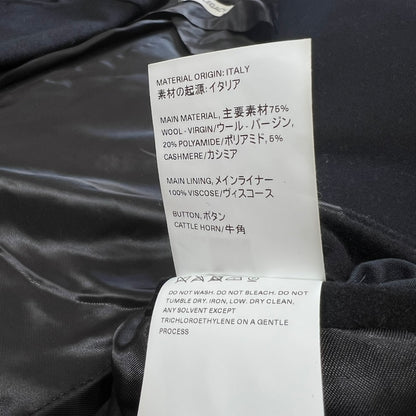 MATERIAL ORIGIN: ITALY
素材の起源: イタリア
MAIN MATERIAL, 主要素材75%
WOOL - VIRGIN/ウール - バージン,
20% POLYAMIDE/ポリアミド, 5%
CASHMERE/カシミア
MAIN LINING, メインライナー
100% VISCOSE/ヴィスコース
BUTTON, ボタン
CATTLE HORN/牛角
DO NOT WASH. DO NOT BLEACH. DO NOT
TUMBLE DRY. IRON, LOW. DRY CLEAN,
ANY SOLVENT EXCEPT
TRICHLOROETHYLENE ON A GENTLE
PROCESS